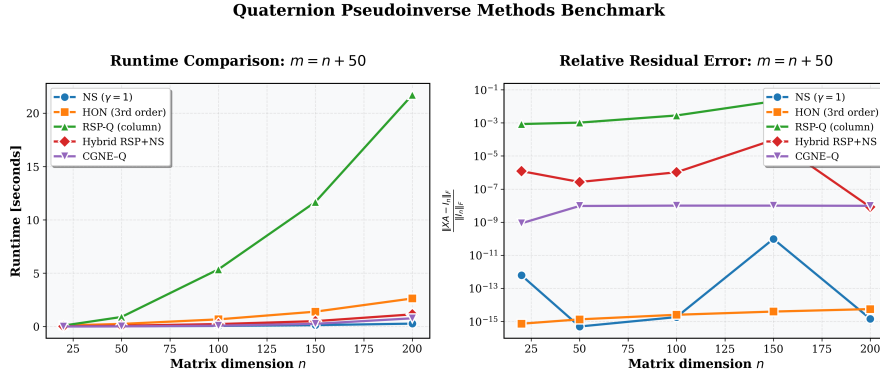 Quaternion Pseudoinverse Methods Benchmark
Runtime Comparison: m = n + 50
Runtime [seconds]
20
15
10
5
0
NS (γ = 1)
HON (3rd order)
RSP-Q (column)
Hybrid RSP+NS
CGNE–Q
25
50
75
100
125
150
175
200
Matrix dimension n
Relative Residual Error: m = n + 50
‖XA − Iₙ‖F
‖Iₙ‖F
10⁻¹
10⁻³
10⁻⁵
10⁻⁷
10⁻⁹
10⁻¹¹
10⁻¹³
10⁻¹⁵
NS (γ = 1)
HON (3rd order)
RSP-Q (column)
Hybrid RSP+NS
CGNE–Q
25
50
75
100
125
150
175
200
Matrix dimension n